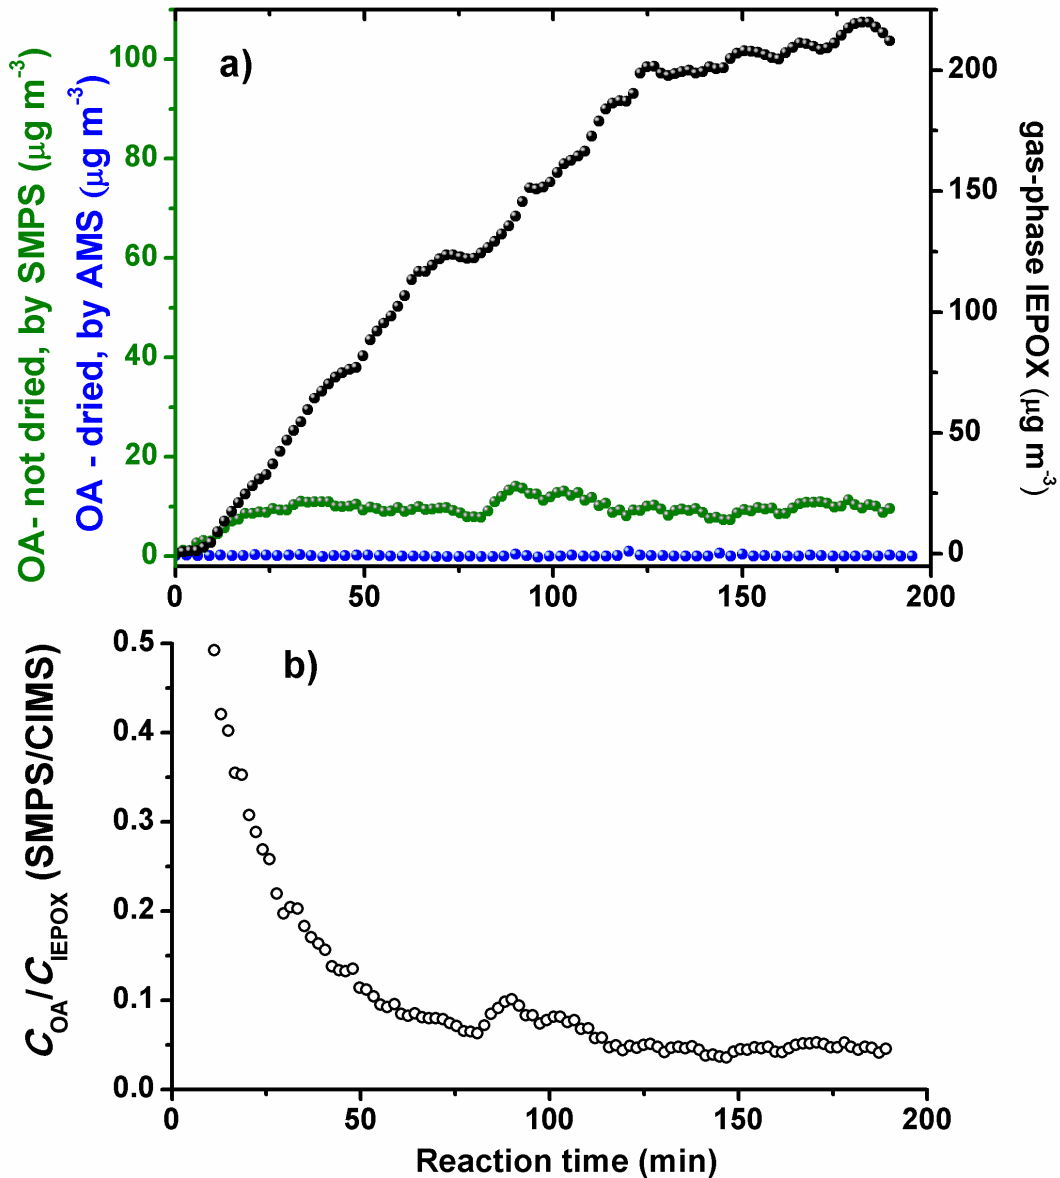 a)
OA- not dried, by SMPS (µg m-3)
OA - dried, by AMS (µg m-3)
100
80
60
40
20
0
200
150
100
50
0
gas-phase IEPOX (µg m-3)
0 50 100 150 200
b)
COA/CIEPOX (SMPS/CIMS)
0.5
0.4
0.3
0.2
0.1
0.0
0 50 100 150 200
Reaction time (min)